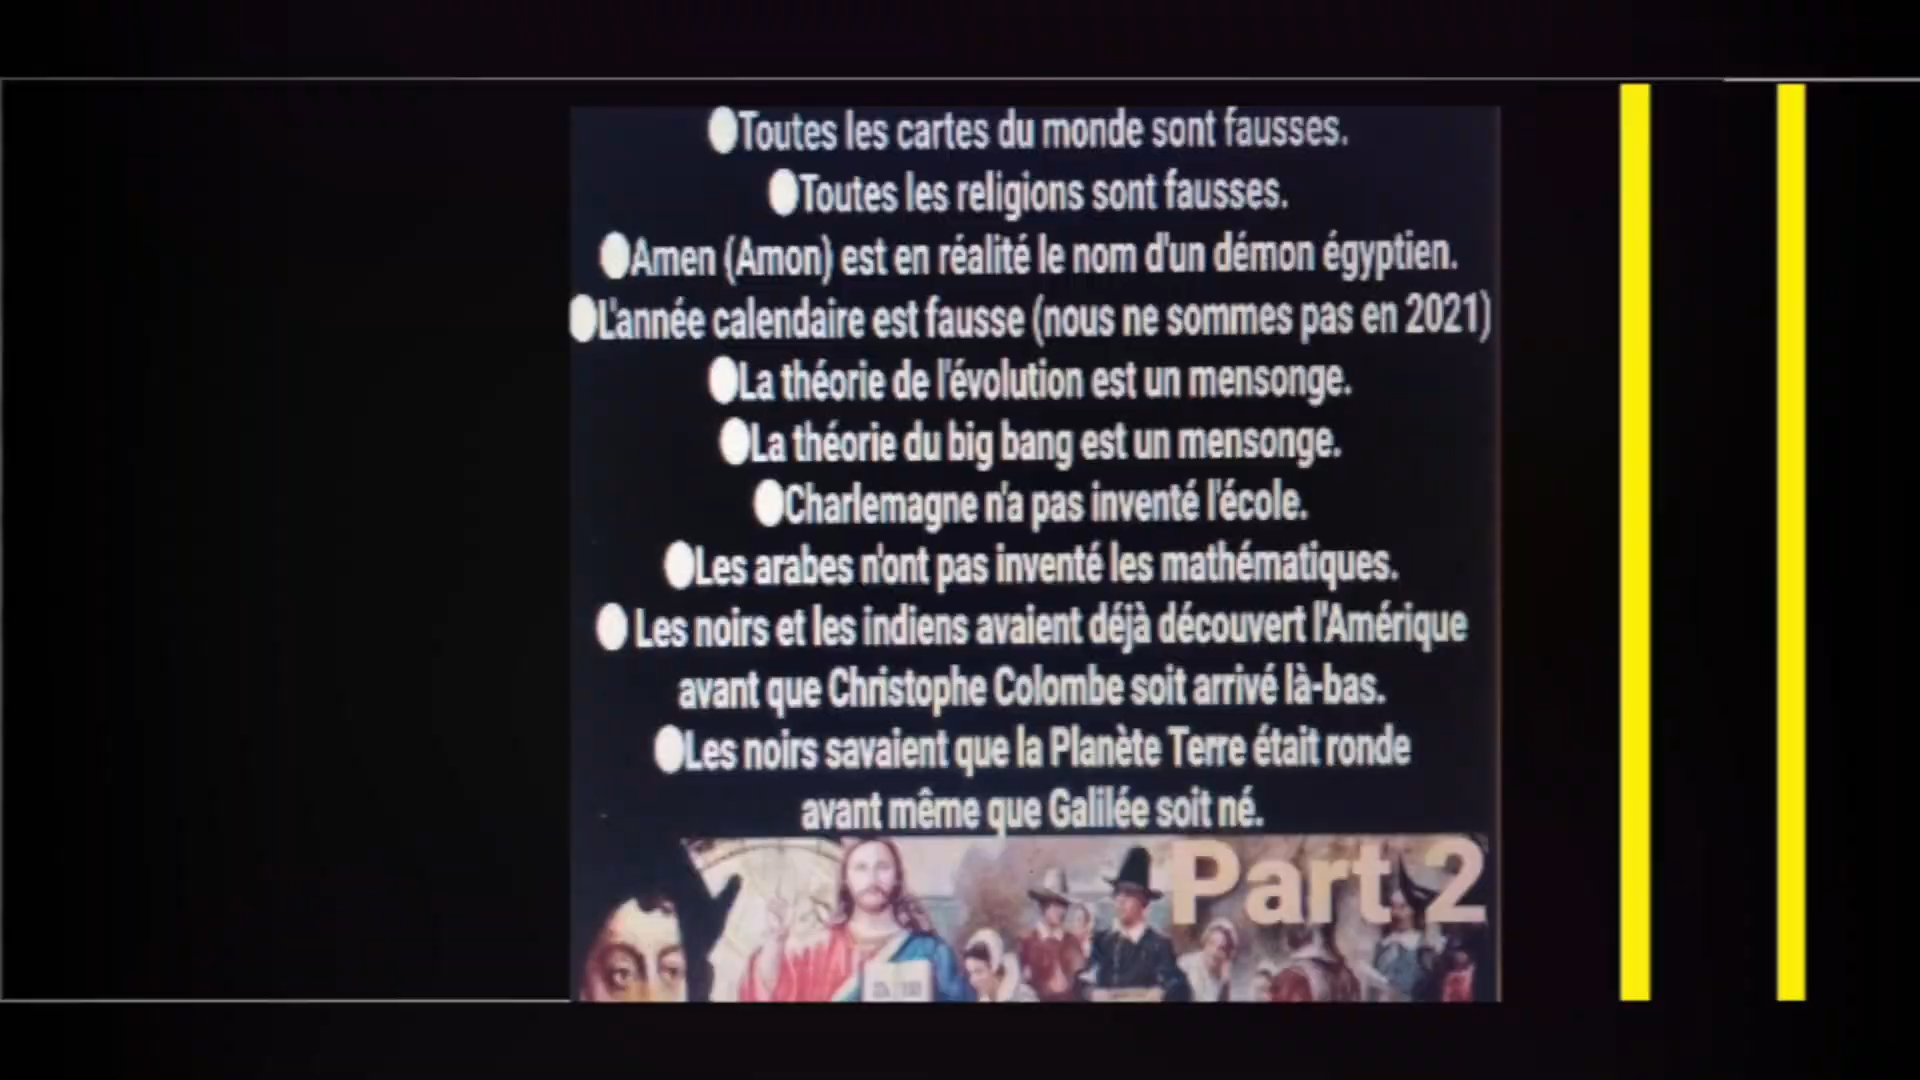 ●Toutes les cartes du monde sont fausses.
●Toutes les religions sont fausses.
●Amen (Amon) est en réalité le nom d'un démon égyptien.
●L'année calendaire est fausse (nous ne sommes pas en 2021)
●La théorie de l'évolution est un mensonge.
●La théorie du big bang est un mensonge.
●Charlemagne n'a pas inventé l'école.
●Les arabes n'ont pas inventé les mathématiques.
● Les noirs et les indiens avaient déjà découvert l'Amérique
avant que Christophe Colombe soit arrivé là-bas.
●Les noirs savaient que la Planète Terre était ronde
avant même que Galilée soit né.
Part 2